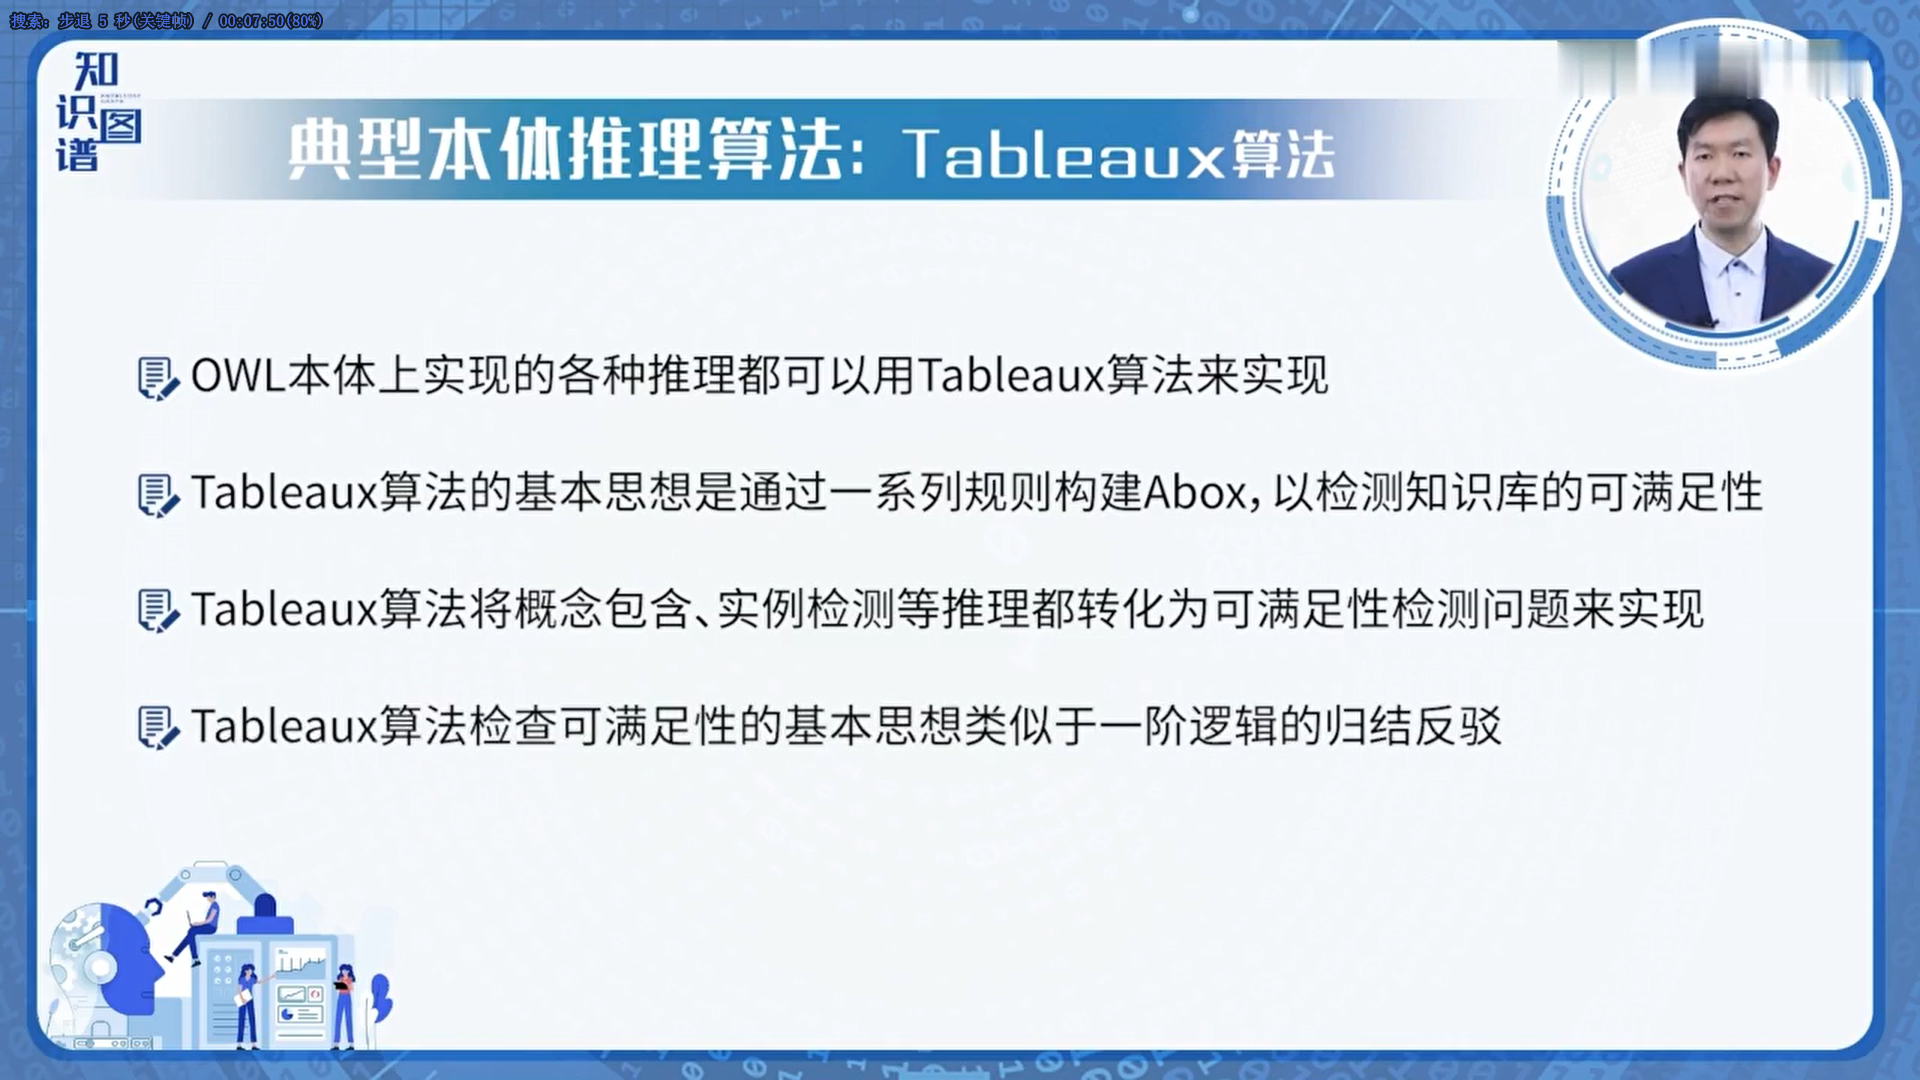 搜索: 步退 5 秒(关键帧) / 00:07:50(80%)
知识图谱
典型本体推理算法: Tableaux算法
OWL本体上实现的各种推理都可以用Tableaux算法来实现
Tableaux算法的基本思想是通过一系列规则构建Abox,以检测知识库的可满足性
Tableaux算法将概念包含、实例检测等推理都转化为可满足性检测问题来实现
Tableaux算法检查可满足性的基本思想类似于一阶逻辑的归结反驳